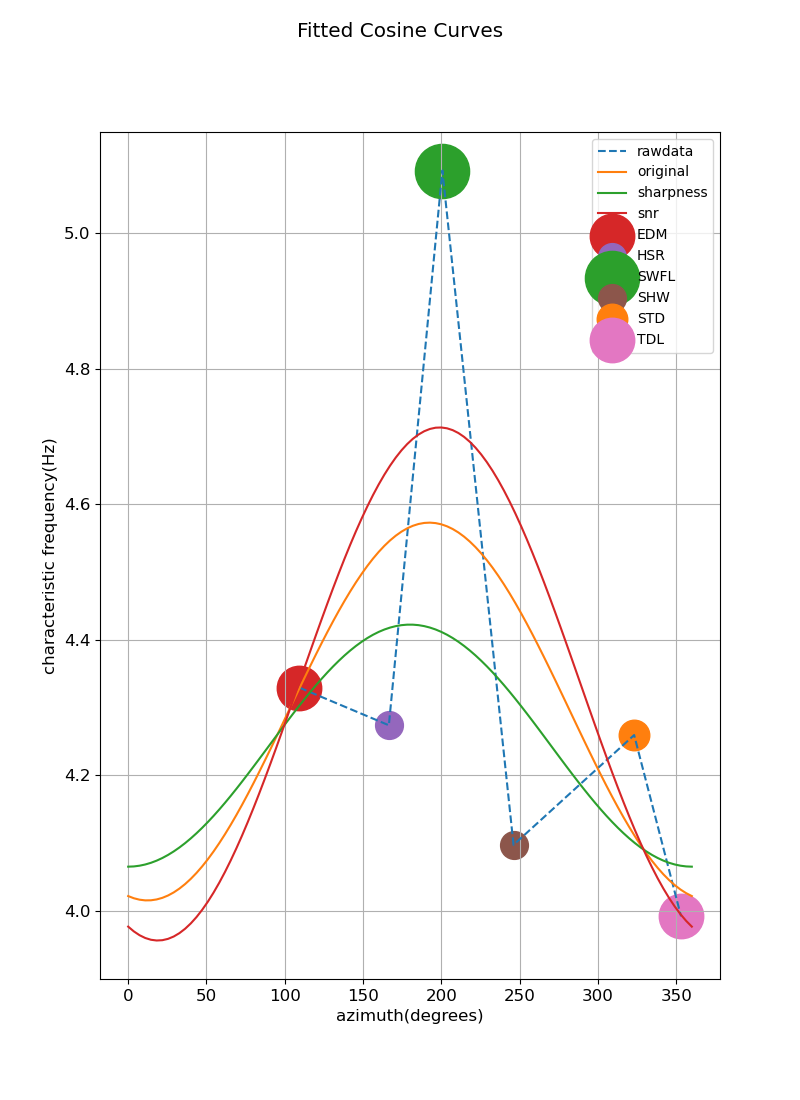 Fitted Cosine Curves
rawdata
original
sharpness
snr
EDM
HSR
SWFL
SHW
STD
TDL
characteristic frequency(Hz)
5.0
4.8
4.6
4.4
4.2
4.0
0 50 100 150 200 250 300 350
azimuth(degrees)